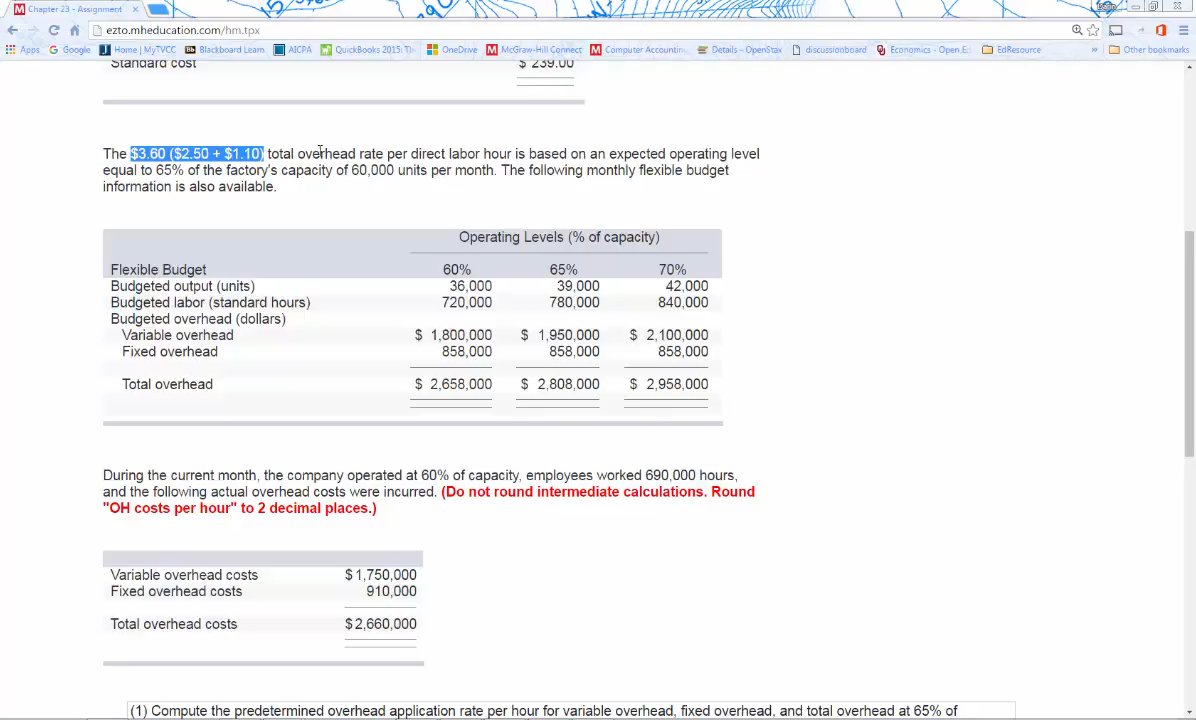 Chapter 23 - Assignment
ezto.mheducation.com/hm.tpx
Apps Google Home | MyTVCC Blackboard Learn AICPA QuickBooks 2015: Th OneDrive McGraw-Hill Connect Computer Accounting Details ~ OpenStax discussionboard Economics - Open E EdResource » Other bookmarks
Standard cost $ 239.00
The $3.60 ($2.50 + $1.10) total overhead rate per direct labor hour is based on an expected operating level
equal to 65% of the factory's capacity of 60,000 units per month. The following monthly flexible budget
information is also available.
Operating Levels (% of capacity)
Flexible Budget 60% 65% 70%
Budgeted output (units) 36,000 39,000 42,000
Budgeted labor (standard hours) 720,000 780,000 840,000
Budgeted overhead (dollars)
Variable overhead $ 1,800,000 $ 1,950,000 $ 2,100,000
Fixed overhead 858,000 858,000 858,000
Total overhead $ 2,658,000 $ 2,808,000 $ 2,958,000
During the current month, the company operated at 60% of capacity, employees worked 690,000 hours,
and the following actual overhead costs were incurred. (Do not round intermediate calculations. Round
"OH costs per hour" to 2 decimal places.)
Variable overhead costs $ 1,750,000
Fixed overhead costs 910,000
Total overhead costs $ 2,660,000
(1) Compute the predetermined overhead application rate per hour for variable overhead, fixed overhead, and total overhead at 65% of